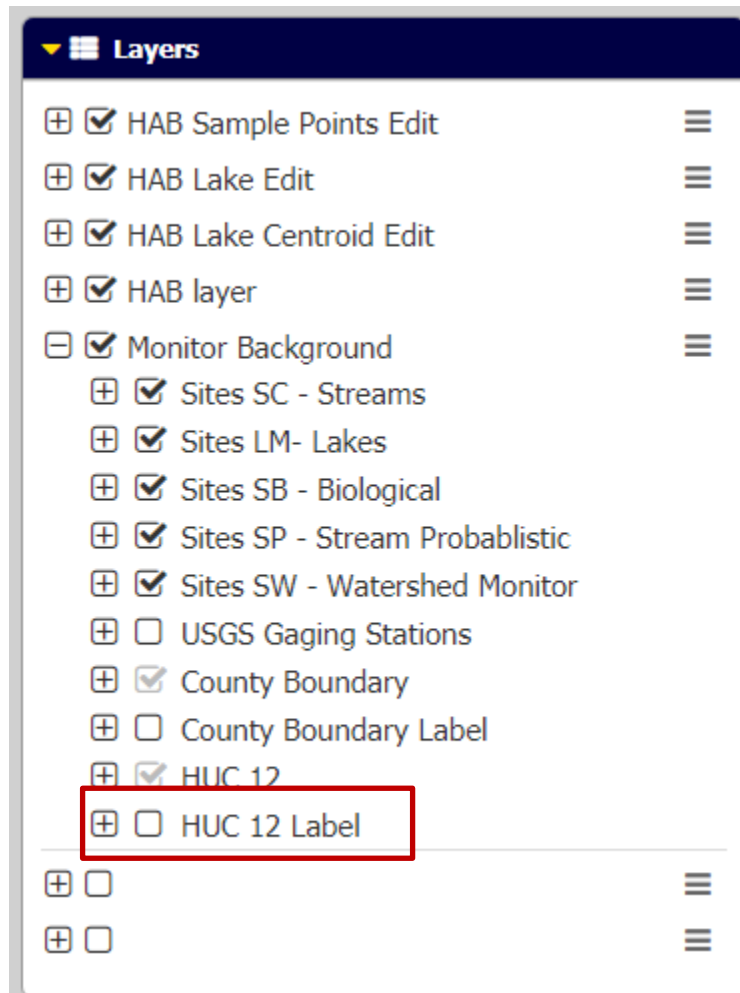 Layers
HAB Sample Points Edit
HAB Lake Edit
HAB Lake Centroid Edit
HAB layer
Monitor Background
Sites SC - Streams
Sites LM- Lakes
Sites SB - Biological
Sites SP - Stream Probablistic
Sites SW - Watershed Monitor
USGS Gaging Stations
County Boundary
County Boundary Label
HUC 12
HUC 12 Label